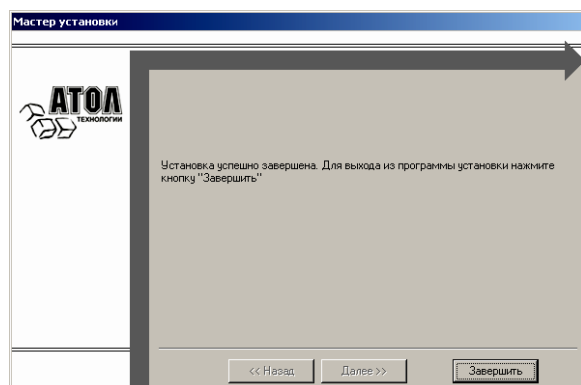 Мастер установки
АТОЛ
ТЕХНОЛОГИИ
Установка успешно завершена. Для выхода из программы установки нажмите
кнопку "Завершить"
<< Назад
Далее >>
Завершить